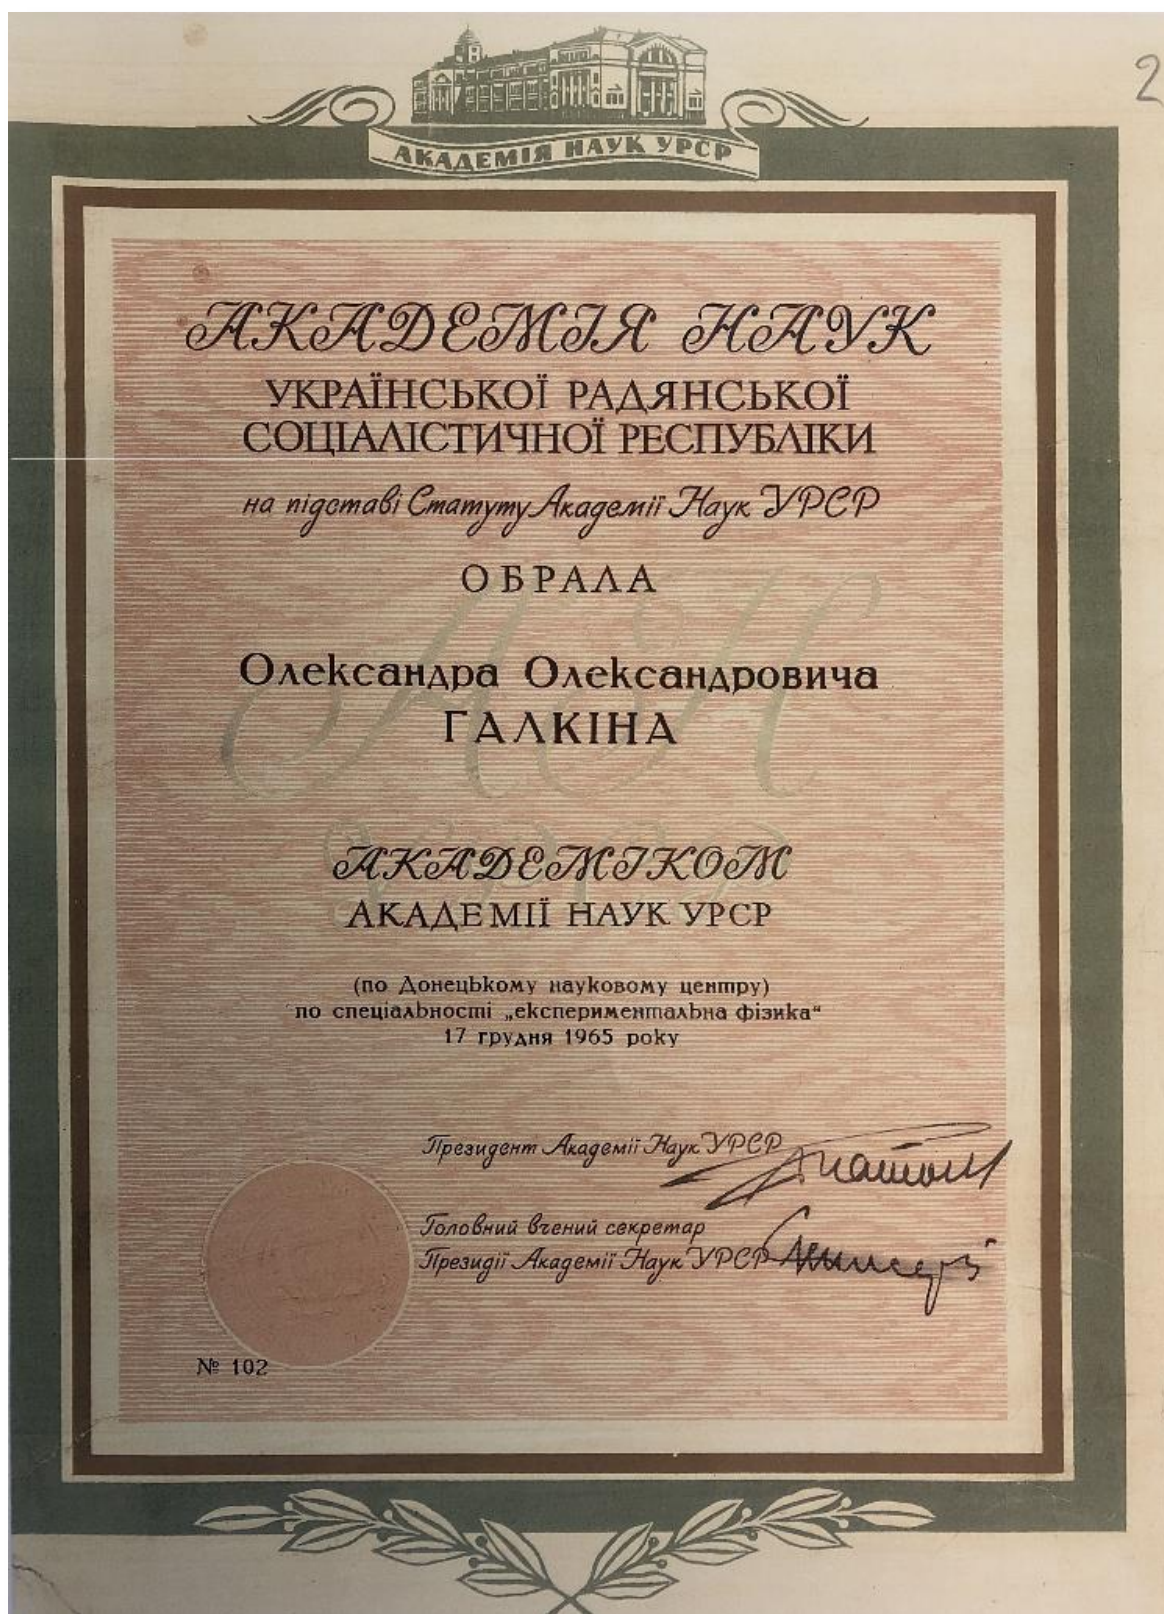 2
АКАДЕМІЯ НАУК УРСР
АКАДЕМІЯ НАУК
УКРАЇНСЬКОЇ РАДЯНСЬКОЇ
СОЦІАЛІСТИЧНОЇ РЕСПУБЛІКИ
на підставі Статуту Академії Наук УРСР
ОБРАЛА
Олександра Олександровича
ГАЛКІНА
АН
УРСР
АКАДЕМІКОМ
АКАДЕМІЇ НАУК УРСР
(по Донецькому науковому центру)
по спеціальності „експериментальна фізика“
17 грудня 1965 року
Президент Академії Наук УРСР
Головний вчений секретар
Президії Академії Наук УРСР
№ 102